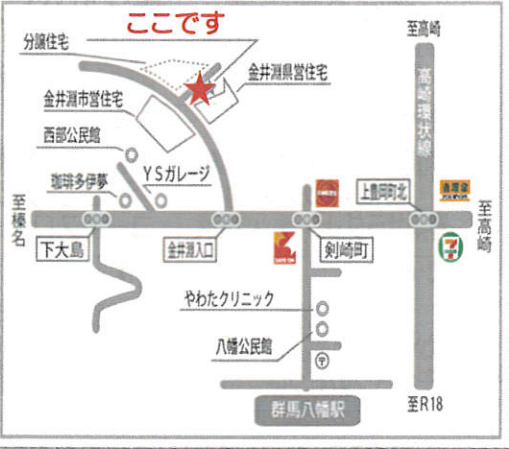 ここです
至高崎
分譲住宅
金井淵県営住宅
高崎環状線
金井淵市営住宅
西部公民館
YSガレージ
珈琲多伊夢
上豊岡町北
至榛名
至高崎
下大島
金井淵入口
剣崎町
やわたクリニック
八幡公民館
群馬八幡駅
至R18